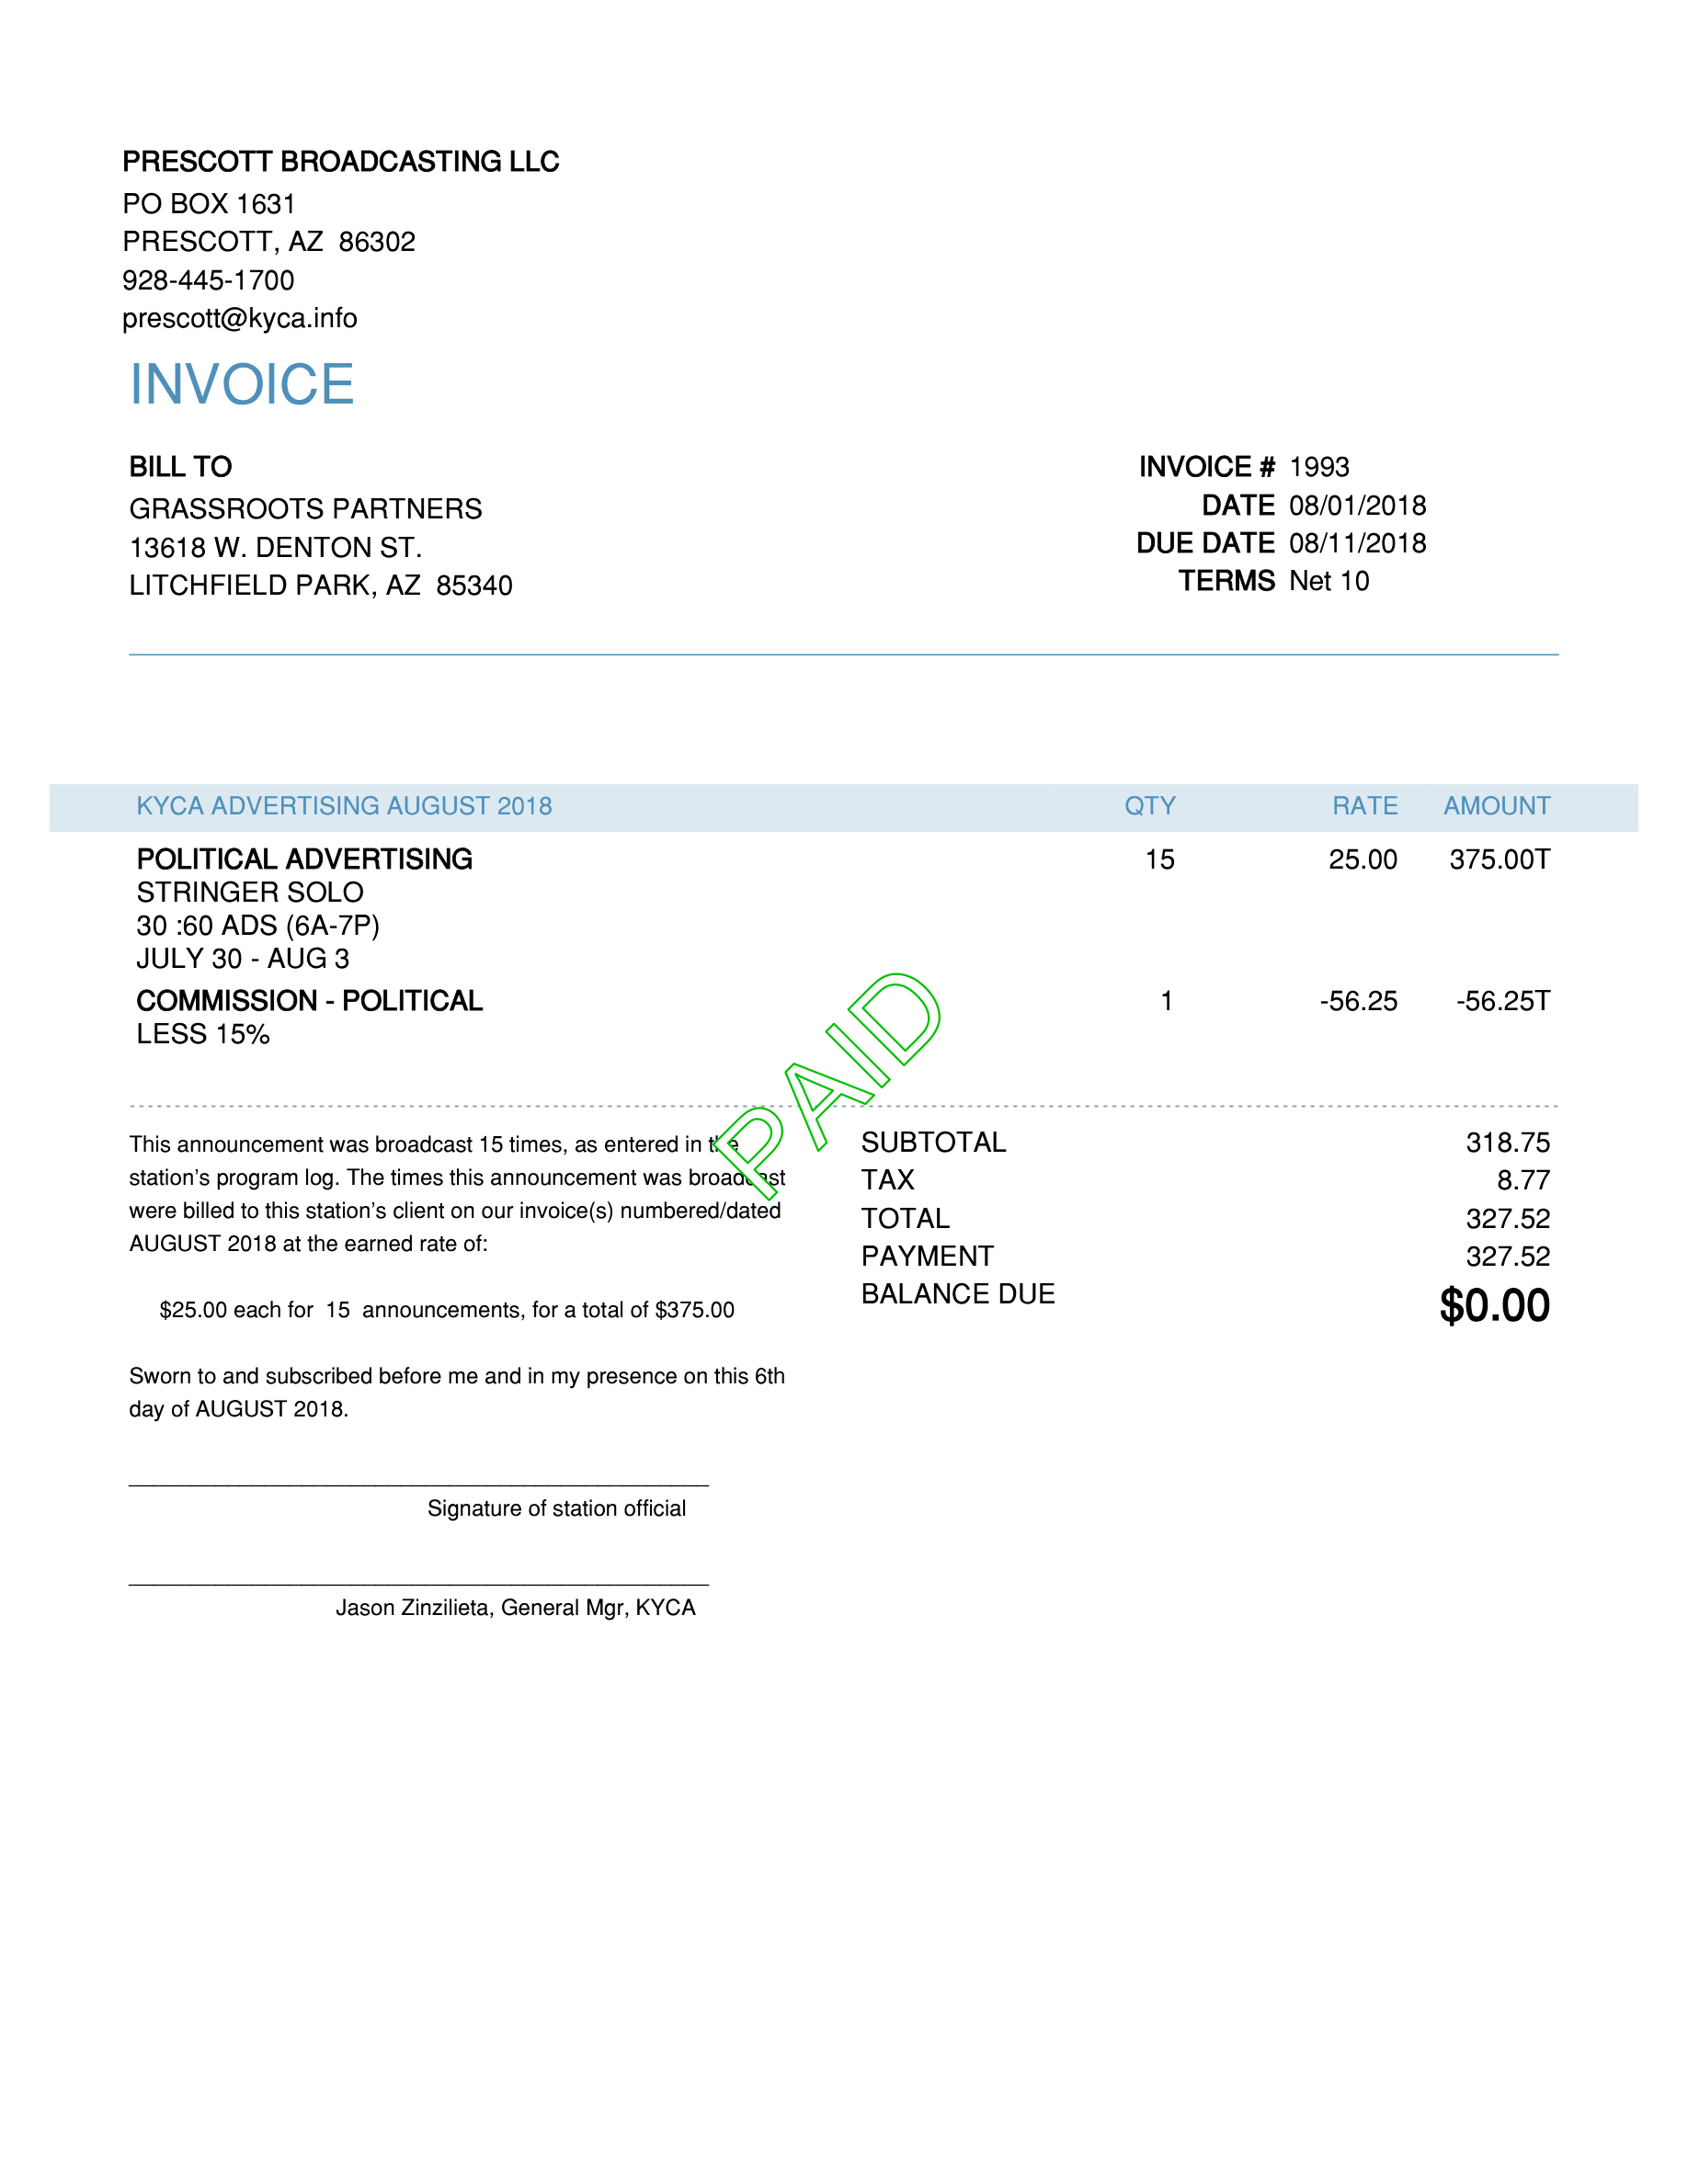 PRESCOTT BROADCASTING LLC
PO BOX 1631
PRESCOTT, AZ  86302
928-445-1700
prescott@kyca.info
INVOICE
BILL TO
GRASSROOTS PARTNERS
13618 W. DENTON ST.
LITCHFIELD PARK, AZ  85340
INVOICE # 1993
DATE 08/01/2018
DUE DATE 08/11/2018
TERMS Net 10
KYCA ADVERTISING AUGUST 2018 QTY RATE AMOUNT
POLITICAL ADVERTISING 15 25.00 375.00T
STRINGER SOLO
30 :60 ADS (6A-7P)
JULY 30 - AUG 3
COMMISSION - POLITICAL 1 -56.25 -56.25T
LESS 15%
PAID
This announcement was broadcast 15 times, as entered in the
station's program log. The times this announcement was broadcast
were billed to this station's client on our invoice(s) numbered/dated
AUGUST 2018 at the earned rate of:
$25.00 each for  15  announcements, for a total of $375.00
Sworn to and subscribed before me and in my presence on this 6th
day of AUGUST 2018.
Signature of station official
Jason Zinzilieta, General Mgr, KYCA
SUBTOTAL 318.75
TAX 8.77
TOTAL 327.52
PAYMENT 327.52
BALANCE DUE $0.00